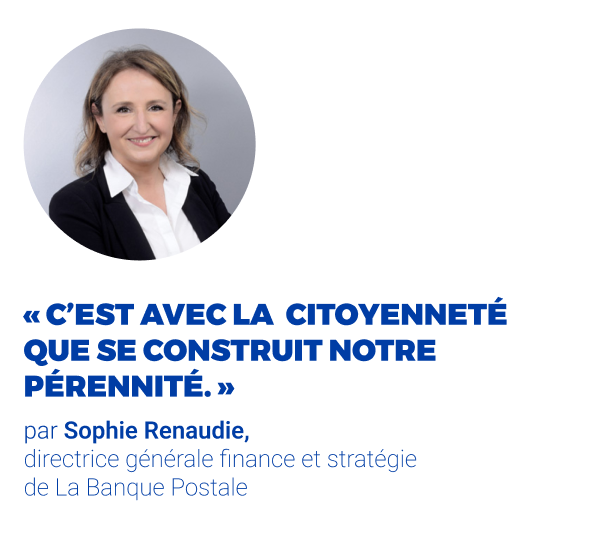 « C’EST AVEC LA  CITOYENNETÉ
QUE SE CONSTRUIT NOTRE
PÉRENNITÉ. »
par Sophie Renaudie,
directrice générale finance et stratégie
de La Banque Postale